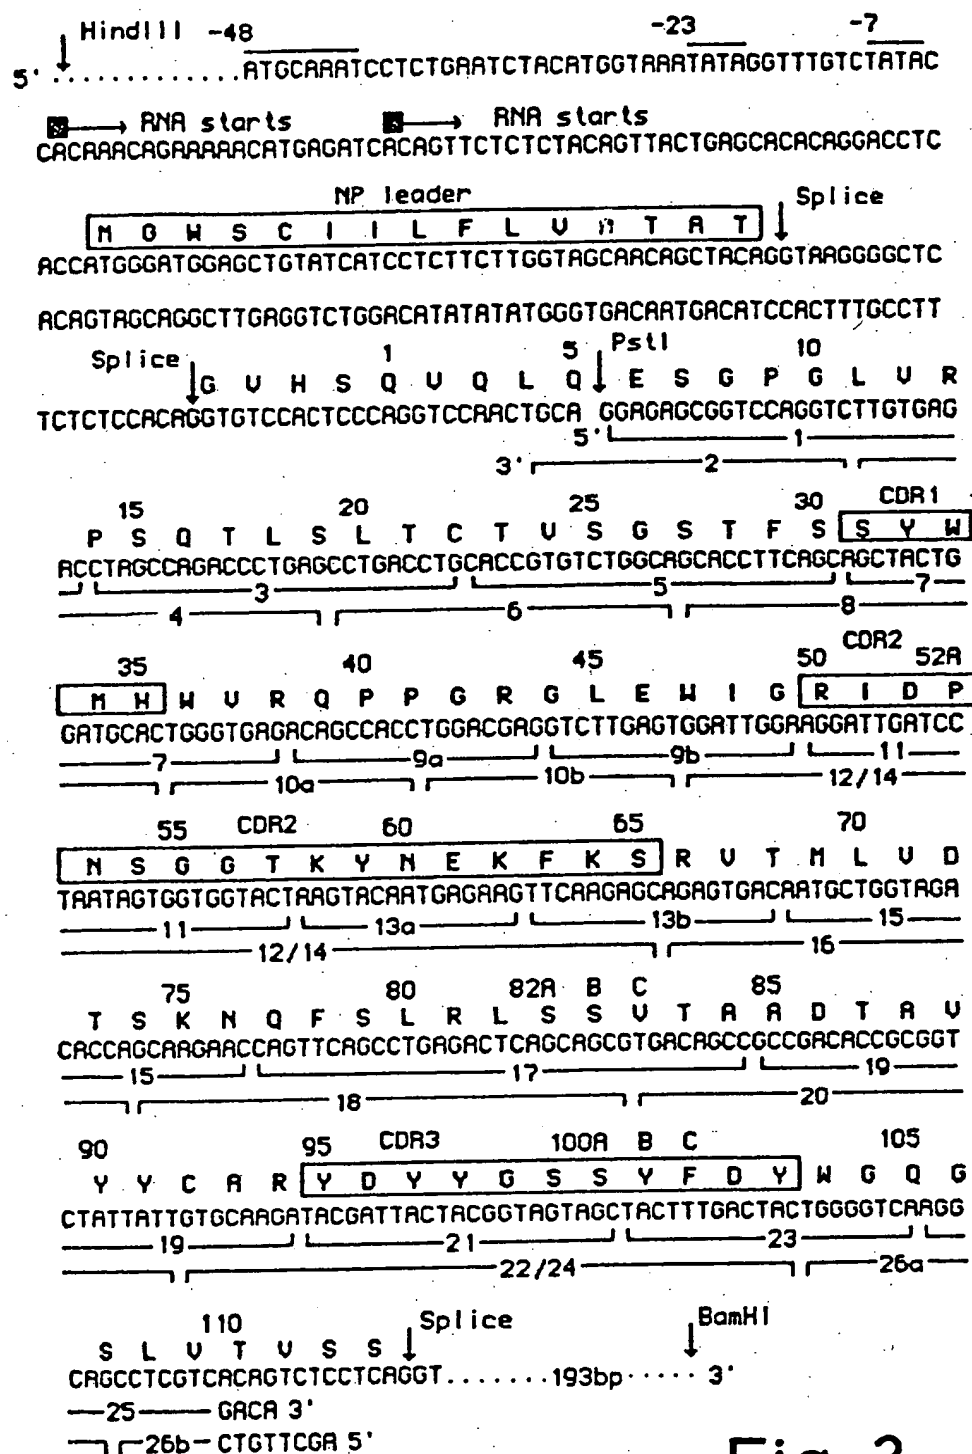 HindIII -48 -23 -7
5' ..............ATGCAAATCCTCTGAATCTACATGGTAAATATAGGTTTGTCTATAC
RNA starts RNA starts
CACAAACAGAAAAACATGAGATCACAGTTCTCTCTACAGTTACTGAGCACACAGGACCTC
NP leader Splice
M G W S C I I L F L V A T A T
ACCATGGGATGGAGCTGTATCATCCTCTTCTTGGTAGCAACAGCTACAGGTAAGGGGCTC
ACAGTAGCAGGCTTGAGGTCTGGACATATATATGGGTGACAATGACATCCACTTTGCCTT
Splice 1 5 PstI 10
G V H S Q V Q L Q E S G P G L V R
TCTCTCCACAGGTGTCCACTCCCAGGTCCAACTGCA GGAGAGCGGTCCAGGTCTTGTGAG
5' 1
3' 2
15 20 25 30 CDR1
P S Q T L S L T C T V S G S T F S S Y W
ACCTAGCCAGACCCTGAGCCTGACCTGCACCGTGTCTGGCAGCACCTTCAGCAGCTACTG
3 5 7
4 6 8
35 40 45 50 CDR2 52A
M H W V R Q P P G R G L E W I G R I D P
GATGCACTGGGTGAGACAGCCACCTGGACGAGGTCTTGAGTGGATTGGAAGGATTGATCC
7 9a 9b 11
10a 10b 12/14
55 CDR2 60 65 70
N S G G T K Y N E K F K S R V T M L V D
TAATAGTGGTGGTACTAAGTACAATGAGAAGTTCAAGAGCAGAGTGACAATGCTGGTAGA
11 13a 13b 15
12/14 16
75 80 82A B C 85
T S K N Q F S L R L S S V T A A D T A V
CACCAGCAAGAACCAGTTCAGCCTGAGACTCAGCAGCGTGACAGCCGCCGACACCGCGGT
15 17 19
18 20
90 95 CDR3 100A B C 105
Y Y C A R Y D Y Y G S S Y F D Y W G Q G
CTATTATTGTGCAAGATACGATTACTACGGTAGTAGCTACTTTGACTACTGGGGTCAAGG
19 21 23
22/24 26a
110 Splice BamHI
S L V T V S S
CAGCCTCGTCACAGTCTCCTCAGGT........193bp...... 3'
25 GACA 3'
26b CTGTTCGA 5'
Fig 2